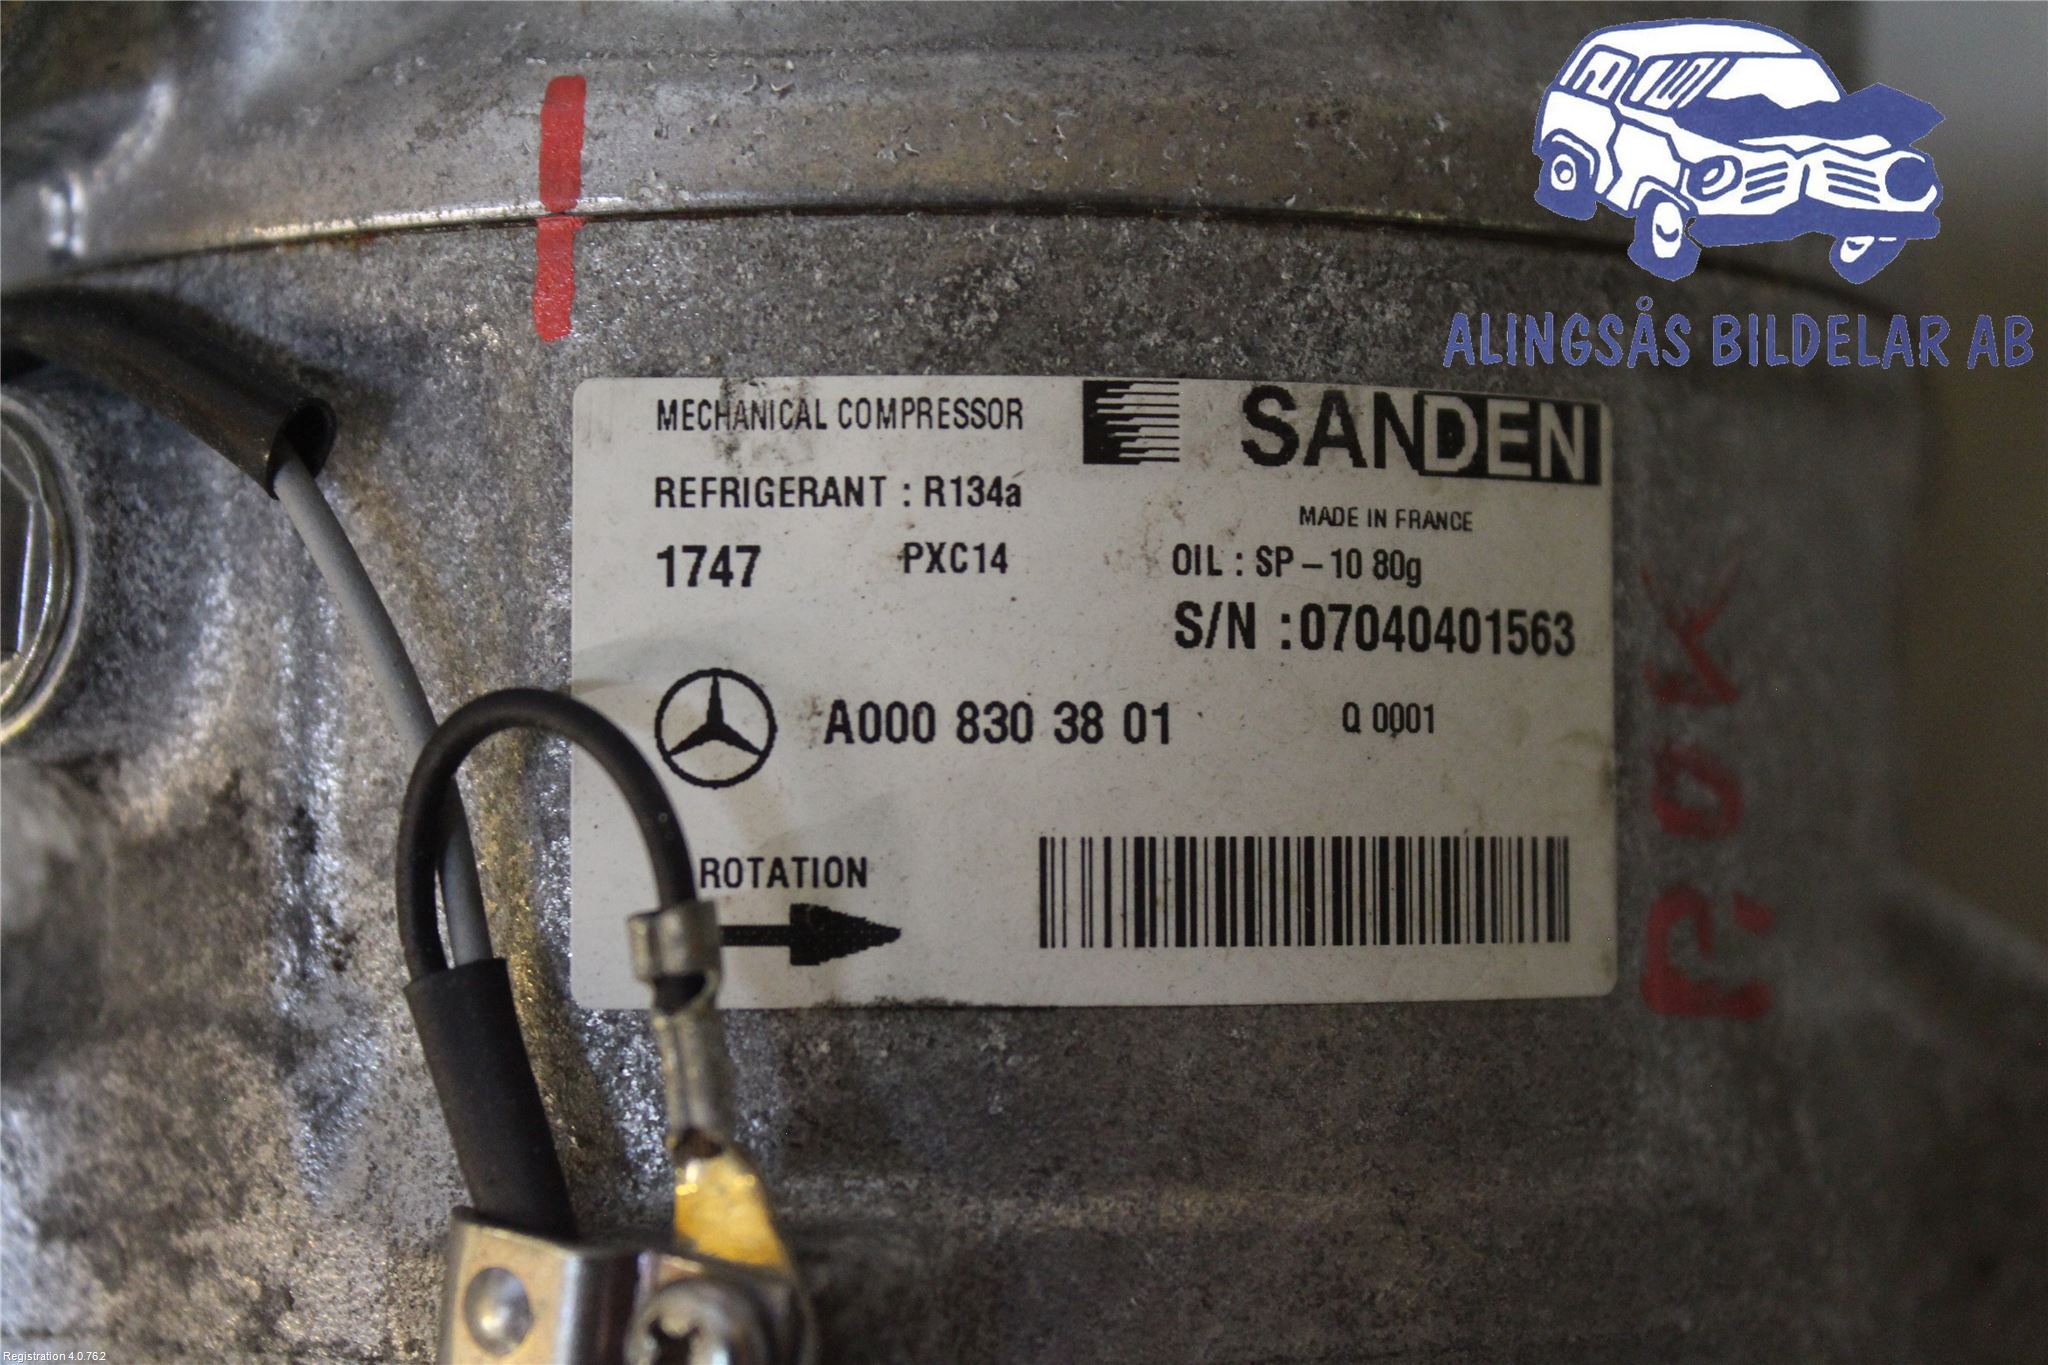 ALINGSÅS BILDELAR AB
MECHANICAL COMPRESSOR
SANDEN
REFRIGERANT : R134a
MADE IN FRANCE
1747 PXC14 OIL : SP – 10 80g
S/N : 07040401563
A000 830 38 01 Q 0001
ROTATION
Registration 4.0.762